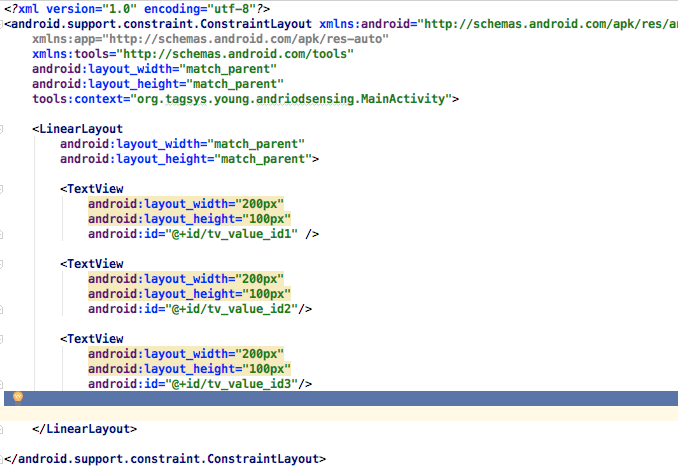 <?xml version="1.0" encoding="utf-8"?>
<android.support.constraint.ConstraintLayout xmlns:android="http://schemas.android.com/apk/res/an
xmlns:app="http://schemas.android.com/apk/res-auto"
xmlns:tools="http://schemas.android.com/tools"
android:layout_width="match_parent"
android:layout_height="match_parent"
tools:context="org.tagsys.young.andriodsensing.MainActivity">
<LinearLayout
android:layout_width="match_parent"
android:layout_height="match_parent">
<TextView
android:layout_width="200px"
android:layout_height="100px"
android:id="@+id/tv_value_id1" />
<TextView
android:layout_width="200px"
android:layout_height="100px"
android:id="@+id/tv_value_id2"/>
<TextView
android:layout_width="200px"
android:layout_height="100px"
android:id="@+id/tv_value_id3"/>
</LinearLayout>
</android.support.constraint.ConstraintLayout>